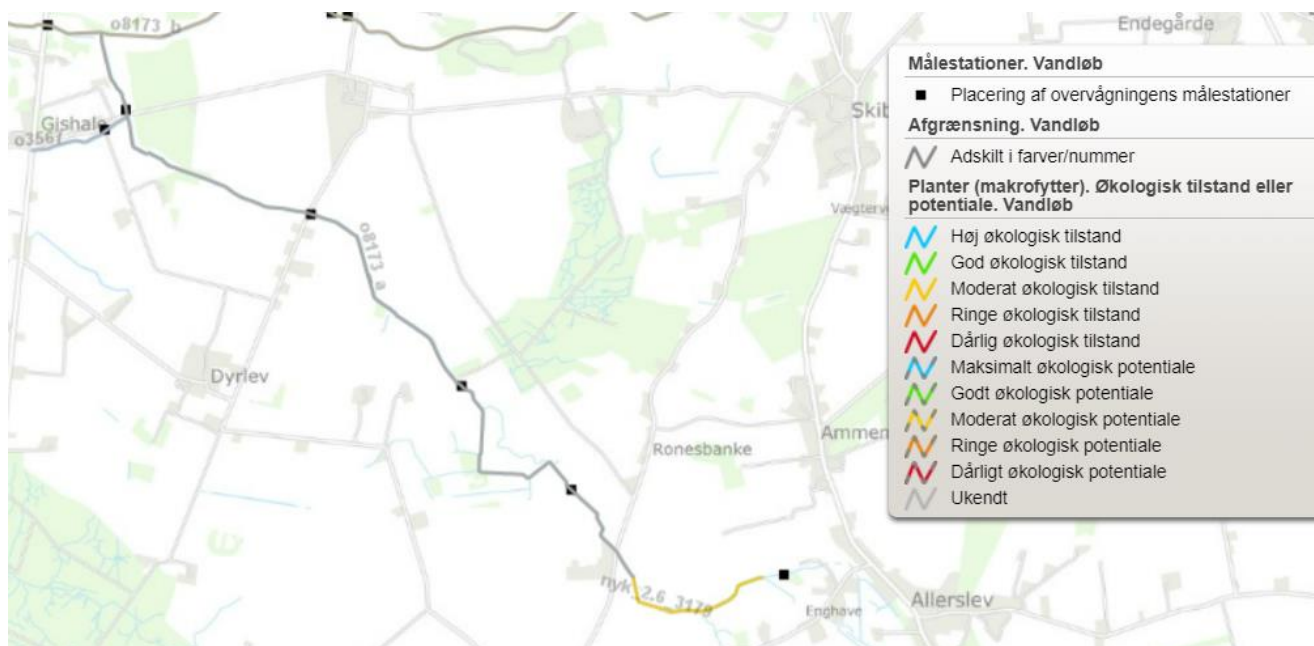 o8173_b
Endegårde
Gishale
Skib
Vægterve
o8173_a
Dyrlev
Ronesbanke
Ammen
nyk_2.6_3179
Enghave
Allerslev
Målestationer. Vandløb
Placering af overvågningens målestationer
Afgrænsning. Vandløb
Adskilt i farver/nummer
Planter (makrofytter). Økologisk tilstand eller
potentiale. Vandløb
Høj økologisk tilstand
God økologisk tilstand
Moderat økologisk tilstand
Ringe økologisk tilstand
Dårlig økologisk tilstand
Maksimalt økologisk potentiale
Godt økologisk potentiale
Moderat økologisk potentiale
Ringe økologisk potentiale
Dårligt økologisk potentiale
Ukendt